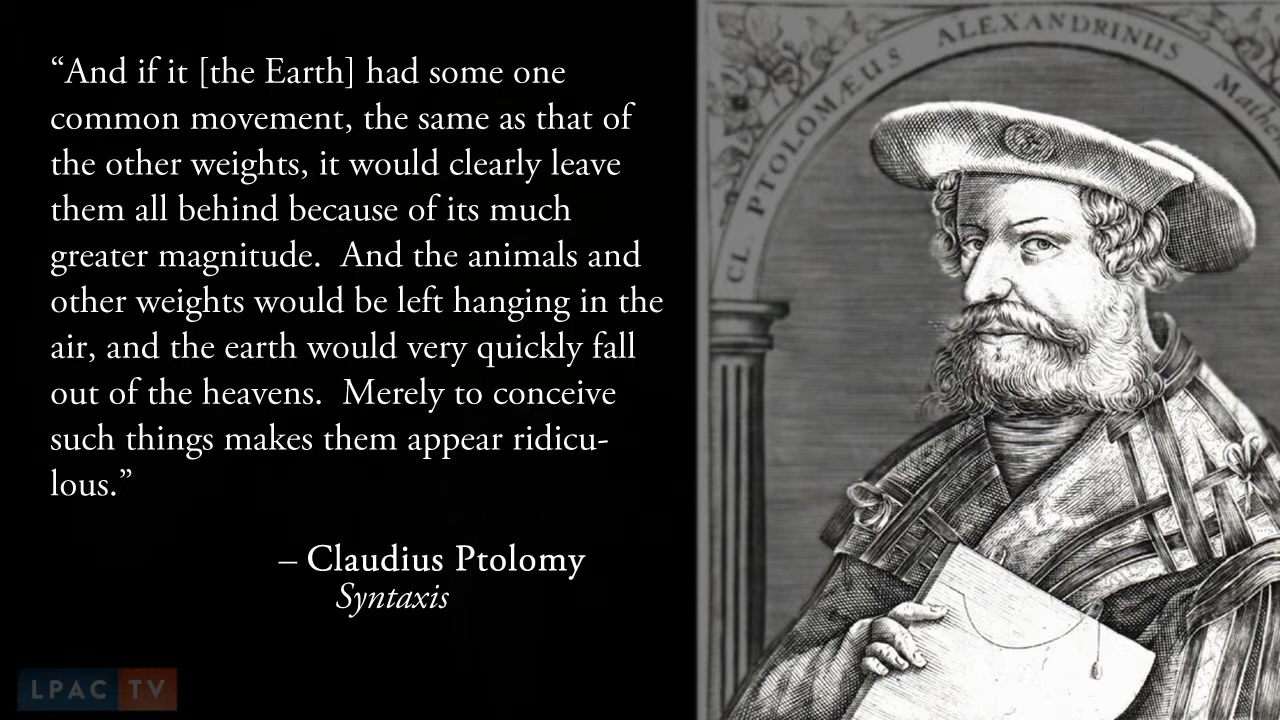 “And if it [the Earth] had some one
common movement, the same as that of
the other weights, it would clearly leave
them all behind because of its much
greater magnitude.  And the animals and
other weights would be left hanging in the
air, and the earth would very quickly fall
out of the heavens.  Merely to conceive
such things makes them appear ridicu-
lous.”
– Claudius Ptolomy
Syntaxis
LPAC TV
CL. PTOLOMÆUS ALEXANDRINUS